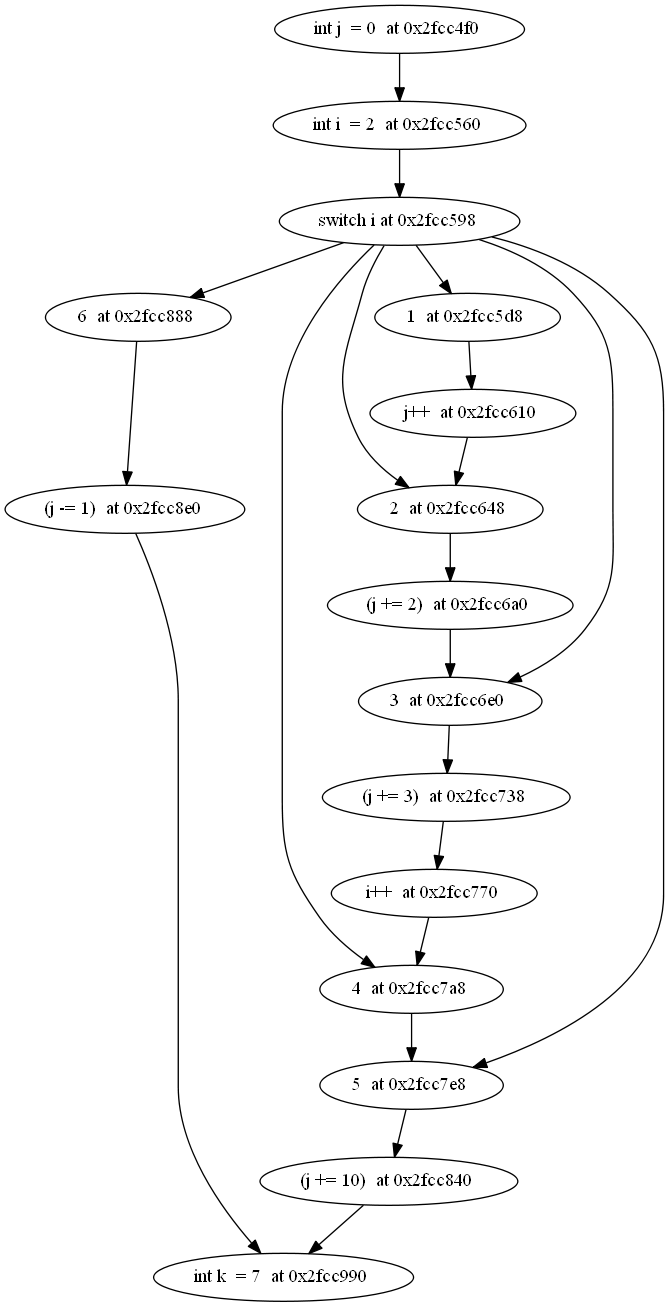 int j = 0 at 0x2fcc4f0
int i = 2 at 0x2fcc560
switch i at 0x2fcc598
6 at 0x2fcc888
1 at 0x2fcc5d8
j++ at 0x2fcc610
(j -= 1) at 0x2fcc8e0
2 at 0x2fcc648
(j += 2) at 0x2fcc6a0
3 at 0x2fcc6e0
(j += 3) at 0x2fcc738
i++ at 0x2fcc770
4 at 0x2fcc7a8
5 at 0x2fcc7e8
(j += 10) at 0x2fcc840
int k = 7 at 0x2fcc990